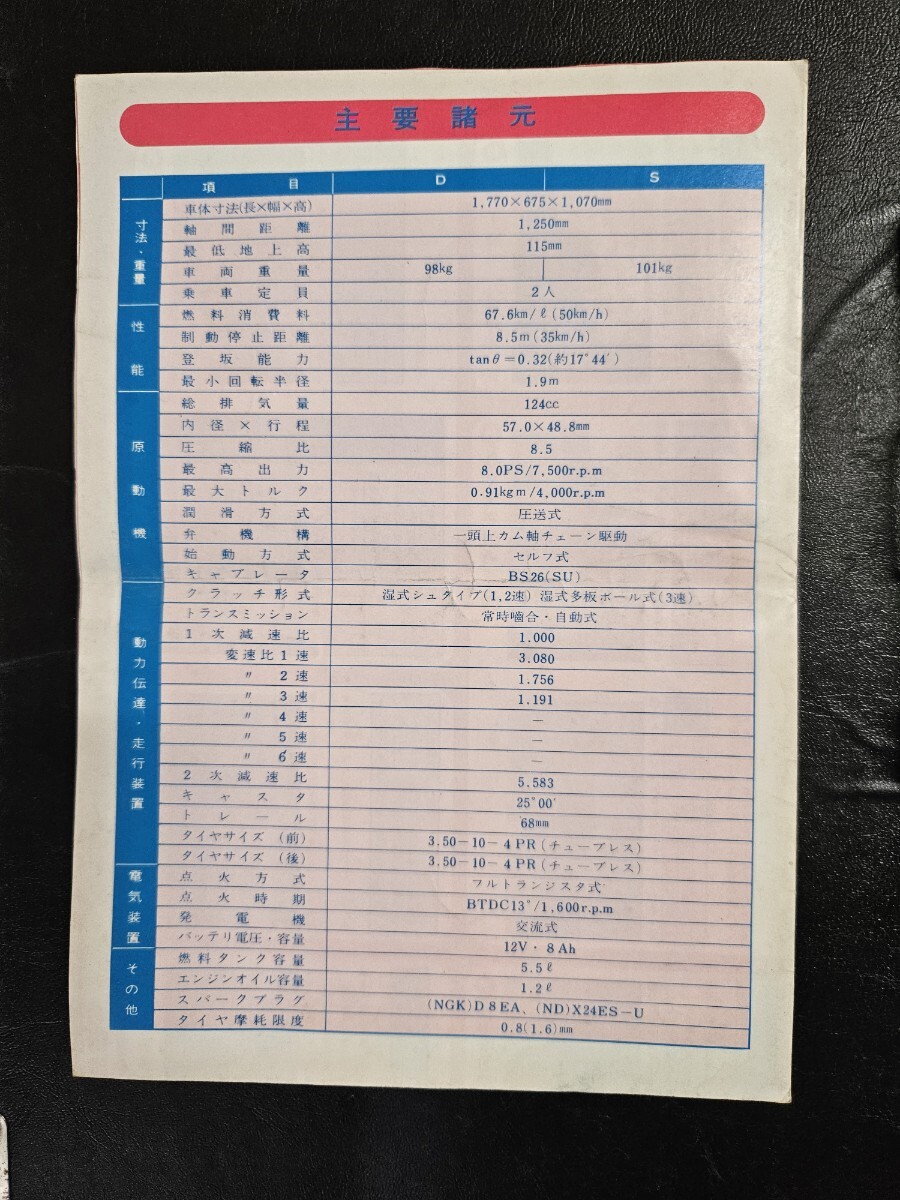 主要諸元
項目 D S
寸法・重量
車体寸法(長×幅×高) 1,770×675×1,070mm
軸間距離 1,250mm
最低地上高 115mm
車両重量 98kg 101kg
乗車定員 2人
性能
燃料消費料 67.6km/ℓ(50km/h)
制動停止距離 8.5m(35km/h)
登坂能力 tanθ=0.32(約17°44′)
最小回転半径 1.9m
原動機
総排気量 124cc
内径×行程 57.0×48.8mm
圧縮比 8.5
最高出力 8.0PS/7,500r.p.m
最大トルク 0.91kgm/4,000r.p.m
潤滑方式 圧送式
弁機構 一頭上カム軸チェーン駆動
始動方式 セルフ式
キャブレータ BS26(SU)
動力伝達・走行装置
クラッチ形式 湿式シュタイプ(1,2速) 湿式多板ボール式(3速)
トランスミッション 常時嚙合・自動式
1次減速比 1.000
変速比1速 3.080
〃 2速 1.756
〃 3速 1.191
〃 4速 —
〃 5速 —
〃 6速 —
2次減速比 5.583
キャスタ 25°00′
トレール 68mm
タイヤサイズ(前) 3.50-10-4PR(チューブレス)
タイヤサイズ(後) 3.50-10-4PR(チューブレス)
電気装置
点火方式 フルトランジスタ式
点火時期 BTDC13°/1,600r.p.m
発電機 交流式
バッテリ電圧・容量 12V・8Ah
その他
燃料タンク容量 5.5ℓ
エンジンオイル容量 1.2ℓ
スパークプラグ (NGK)D8EA、(ND)X24ES-U
タイヤ摩耗限度 0.8(1.6)mm